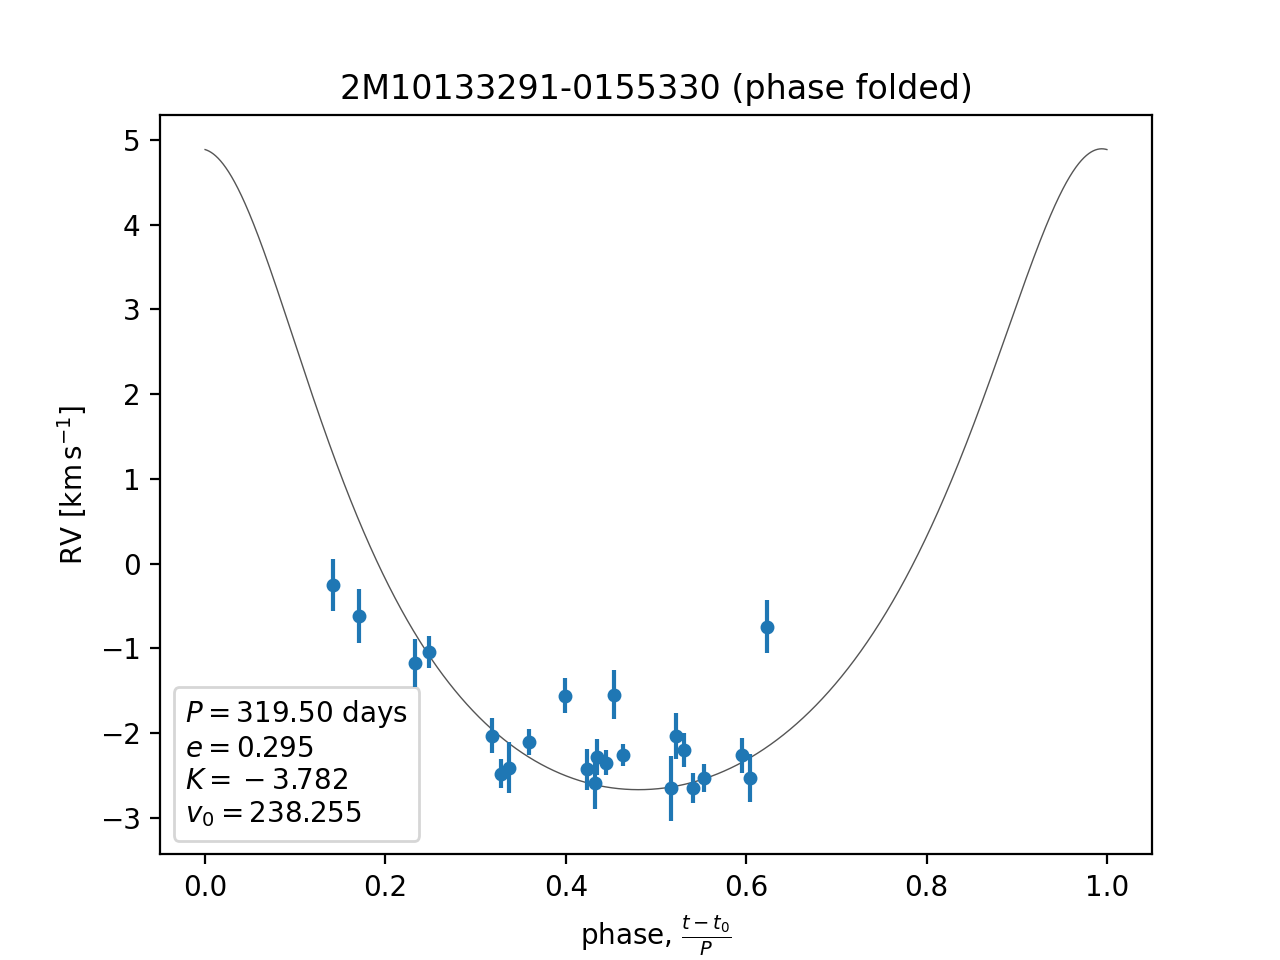 2M10133291-0155330 (phase folded)
5
4
3
2
1
0
−1
−2
−3
RV [km s⁻¹]
P = 319.50 days
e = 0.295
K = −3.782
v₀ = 238.255
0.0 0.2 0.4 0.6 0.8 1.0
phase, (t − t₀)/P